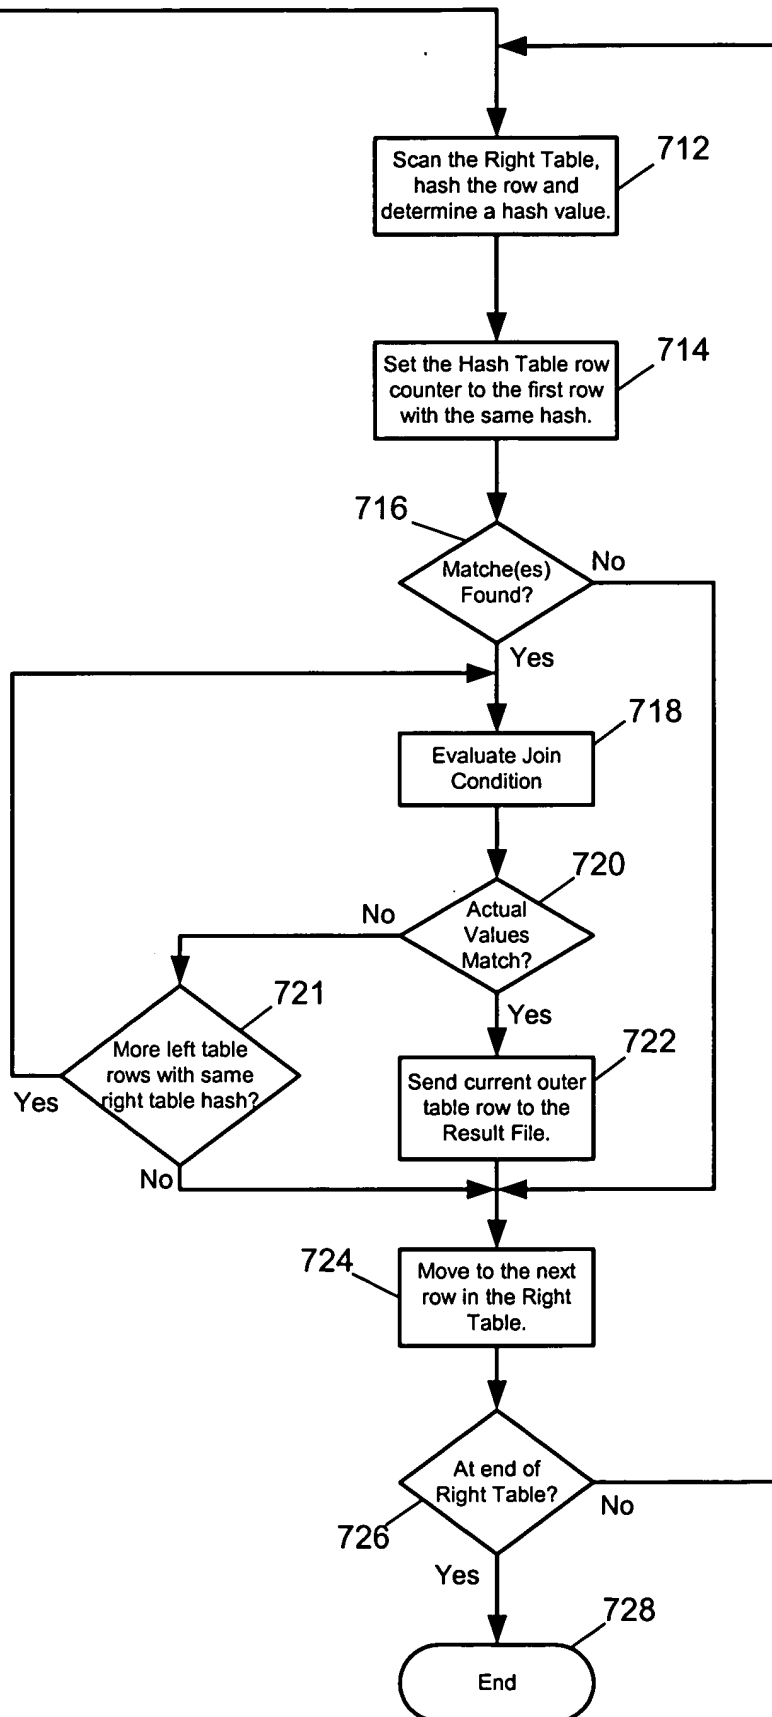 712
Scan the Right Table,
hash the row and
determine a hash value.
714
Set the Hash Table row
counter to the first row
with the same hash.
716
Matche(es)
Found?
No
Yes
718
Evaluate Join
Condition
720
Actual
Values
Match?
No
Yes
721
More left table
rows with same
right table hash?
Yes
No
722
Send current outer
table row to the
Result File.
724
Move to the next
row in the Right
Table.
At end of
Right Table?
726
No
Yes
728
End